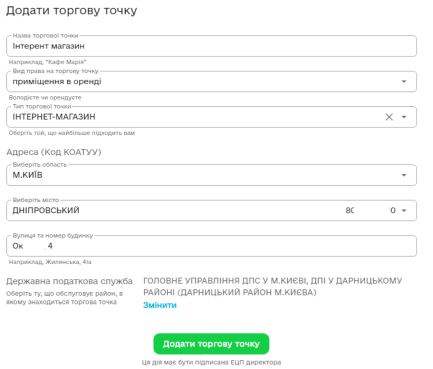 Додати торгову точку
Назва торгової точки
Інтерент магазин
Наприклад, "Кафе Марія"
Вид права на торгову точку
приміщення в оренді
Володієте чи орендуєте
Тип торгової точки
ІНТЕРНЕТ-МАГАЗИН
Оберіть той, що найбільше підходить вам
Адреса (Код КОАТУУ)
Виберіть область
М.КИЇВ
Виберіть місто
ДНІПРОВСЬКИЙ 80 0
Вулиця та номер будинку
Ок 4
Наприклад, Жилянська, 41а
Державна податкова служба
Оберіть ту, що обслуговує район, в
якому знаходиться торгова точка
ГОЛОВНЕ УПРАВЛІННЯ ДПС У М.КИЄВІ, ДПІ У ДАРНИЦЬКОМУ
РАЙОНІ (ДАРНИЦЬКИЙ РАЙОН М.КИЄВА)
Змінити
Додати торгову точку
Ця дія має бути підписана ЕЦП директора